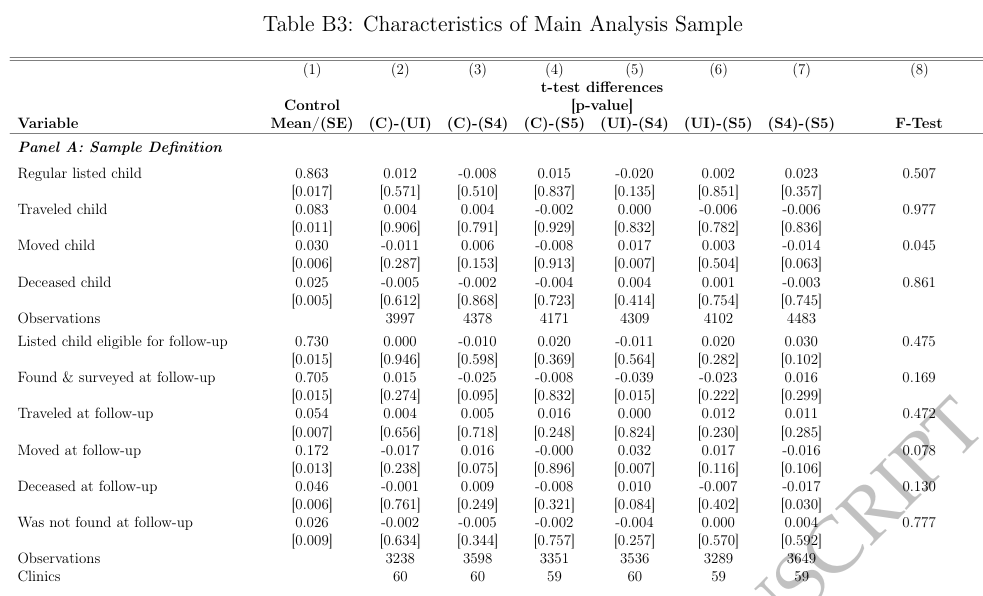 Table B3: Characteristics of Main Analysis Sample
(1) (2) (3) (4) (5) (6) (7) (8)
t-test differences
Control [p-value]
Variable Mean/(SE) (C)-(UI) (C)-(S4) (C)-(S5) (UI)-(S4) (UI)-(S5) (S4)-(S5) F-Test
Panel A: Sample Definition
Regular listed child 0.863 0.012 -0.008 0.015 -0.020 0.002 0.023 0.507
[0.017] [0.571] [0.510] [0.837] [0.135] [0.851] [0.357]
Traveled child 0.083 0.004 0.004 -0.002 0.000 -0.006 -0.006 0.977
[0.011] [0.906] [0.791] [0.929] [0.832] [0.782] [0.836]
Moved child 0.030 -0.011 0.006 -0.008 0.017 0.003 -0.014 0.045
[0.006] [0.287] [0.153] [0.913] [0.007] [0.504] [0.063]
Deceased child 0.025 -0.005 -0.002 -0.004 0.004 0.001 -0.003 0.861
[0.005] [0.612] [0.868] [0.723] [0.414] [0.754] [0.745]
Observations 3997 4378 4171 4309 4102 4483
Listed child eligible for follow-up 0.730 0.000 -0.010 0.020 -0.011 0.020 0.030 0.475
[0.015] [0.946] [0.598] [0.369] [0.564] [0.282] [0.102]
Found & surveyed at follow-up 0.705 0.015 -0.025 -0.008 -0.039 -0.023 0.016 0.169
[0.015] [0.274] [0.095] [0.832] [0.015] [0.222] [0.299]
Traveled at follow-up 0.054 0.004 0.005 0.016 0.000 0.012 0.011 0.472
[0.007] [0.656] [0.718] [0.248] [0.824] [0.230] [0.285]
Moved at follow-up 0.172 -0.017 0.016 -0.000 0.032 0.017 -0.016 0.078
[0.013] [0.238] [0.075] [0.896] [0.007] [0.116] [0.106]
Deceased at follow-up 0.046 -0.001 0.009 -0.008 0.010 -0.007 -0.017 0.130
[0.006] [0.761] [0.249] [0.321] [0.084] [0.402] [0.030]
Was not found at follow-up 0.026 -0.002 -0.005 -0.002 -0.004 0.000 0.004 0.777
[0.009] [0.634] [0.344] [0.757] [0.257] [0.570] [0.592]
Observations 3238 3598 3351 3536 3289 3649
Clinics 60 60 59 60 59 59
USCRIPT